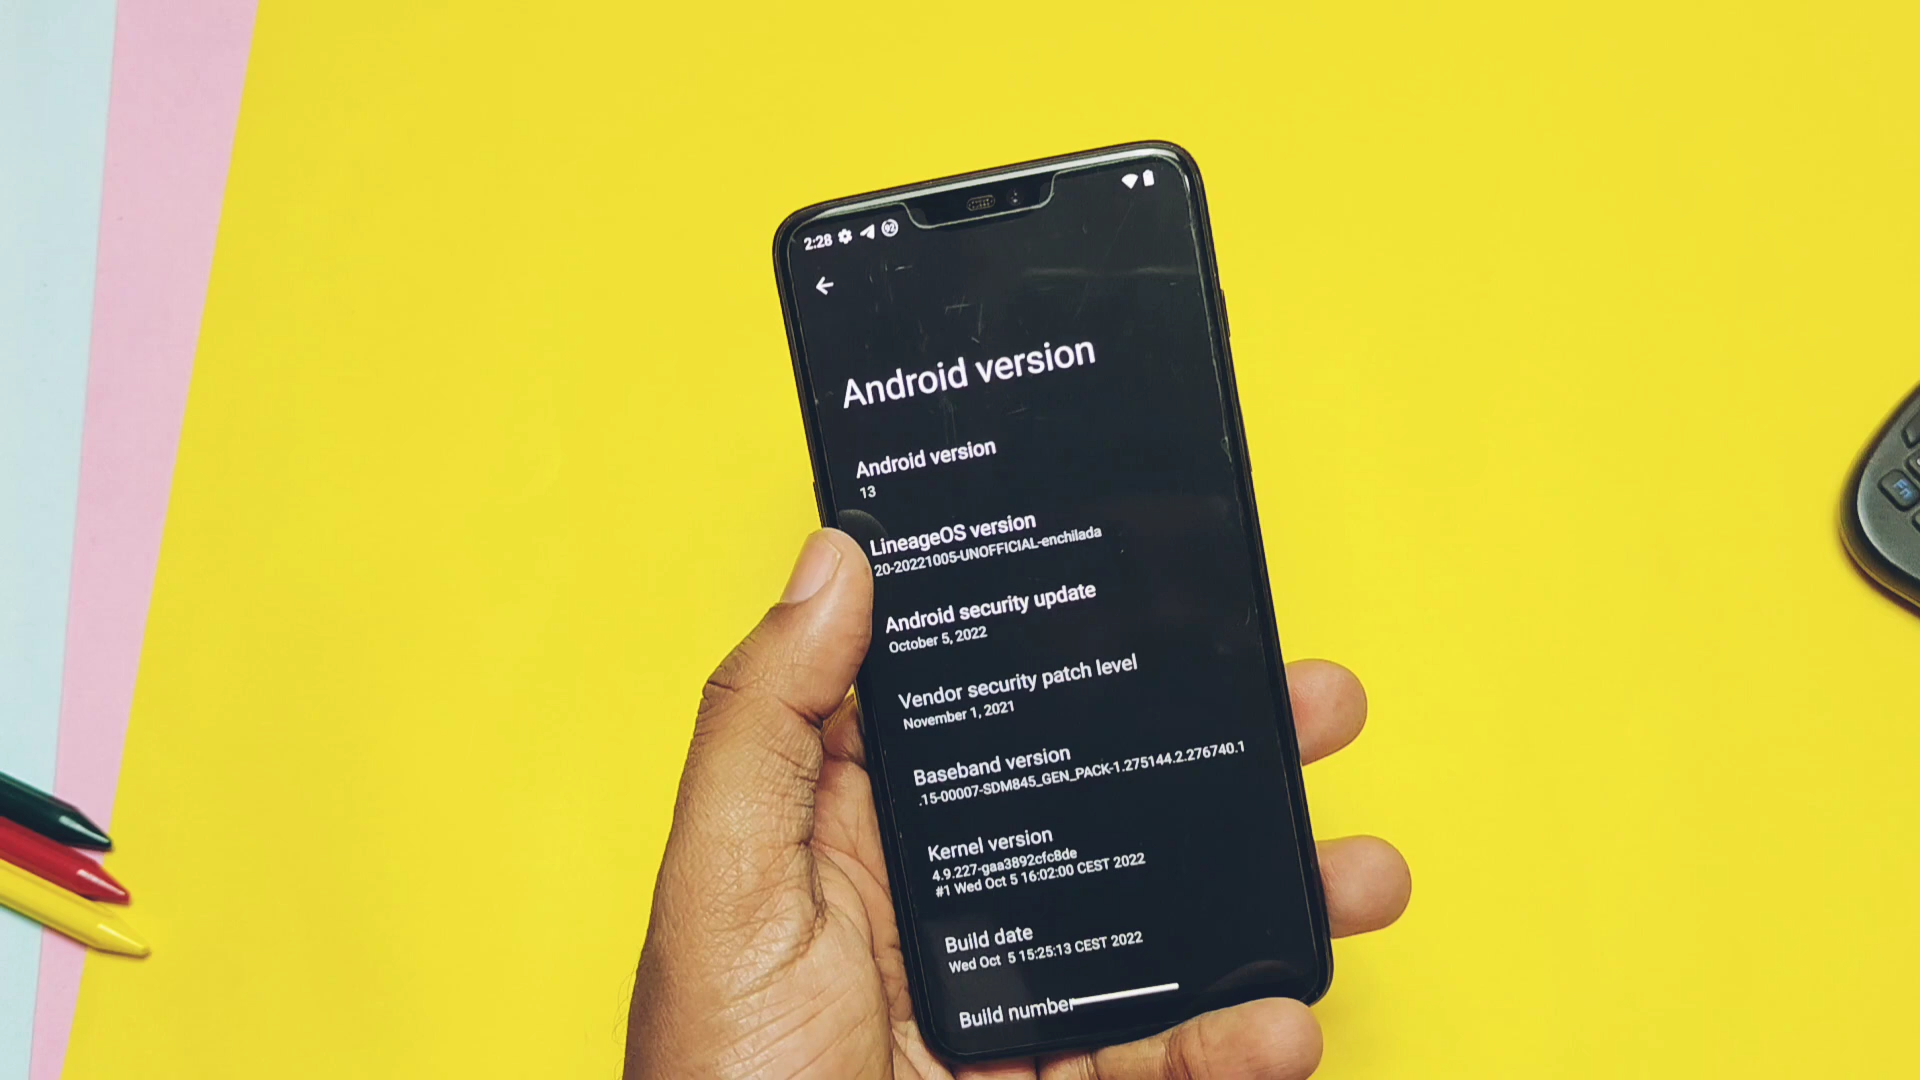 2:28 92
Android version
Android version
13
LineageOS version
20-20221005-UNOFFICIAL-enchilada
Android security update
October 5, 2022
Vendor security patch level
November 1, 2021
Baseband version
.15-00007-SDM845_GEN_PACK-1.275144.2.276740.1
Kernel version
4.9.227-gaa3892cfc8de
#1 Wed Oct 5 16:02:00 CEST 2022
Build date
Wed Oct 5 15:25:13 CEST 2022
Build number
Fn